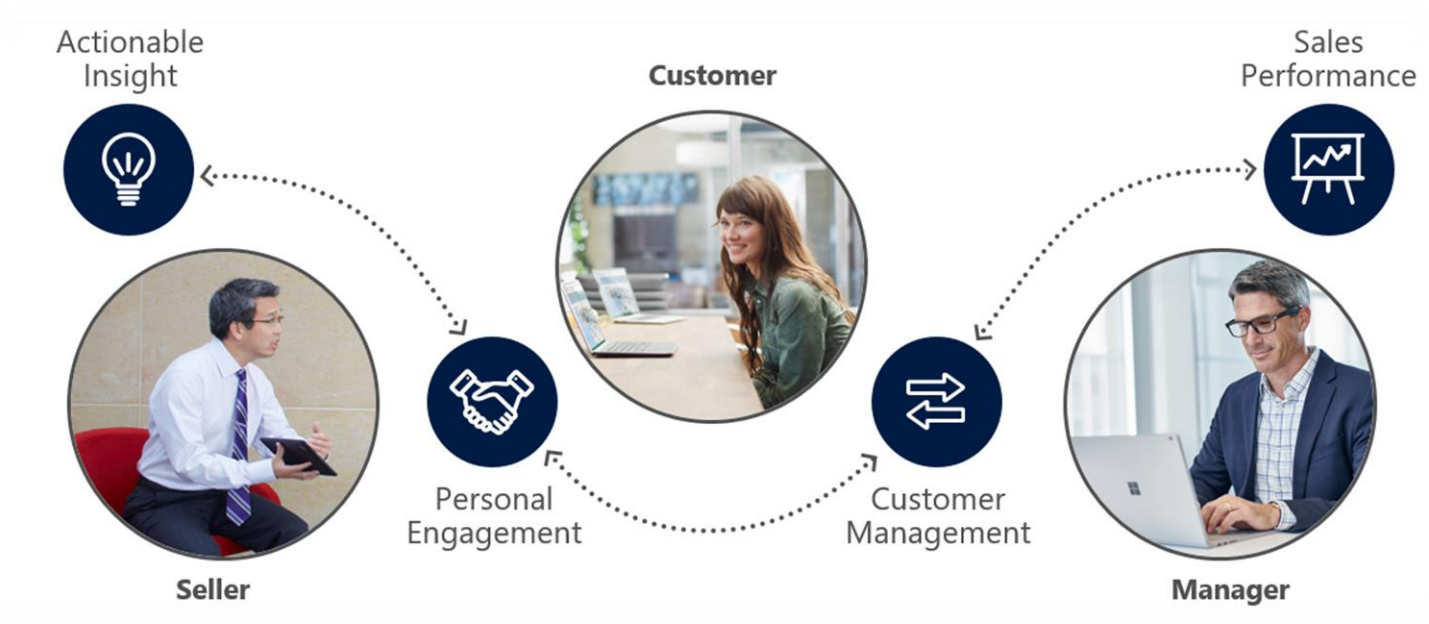 Actionable
Insight
Customer
Sales
Performance
Personal
Engagement
Customer
Management
Seller
Manager